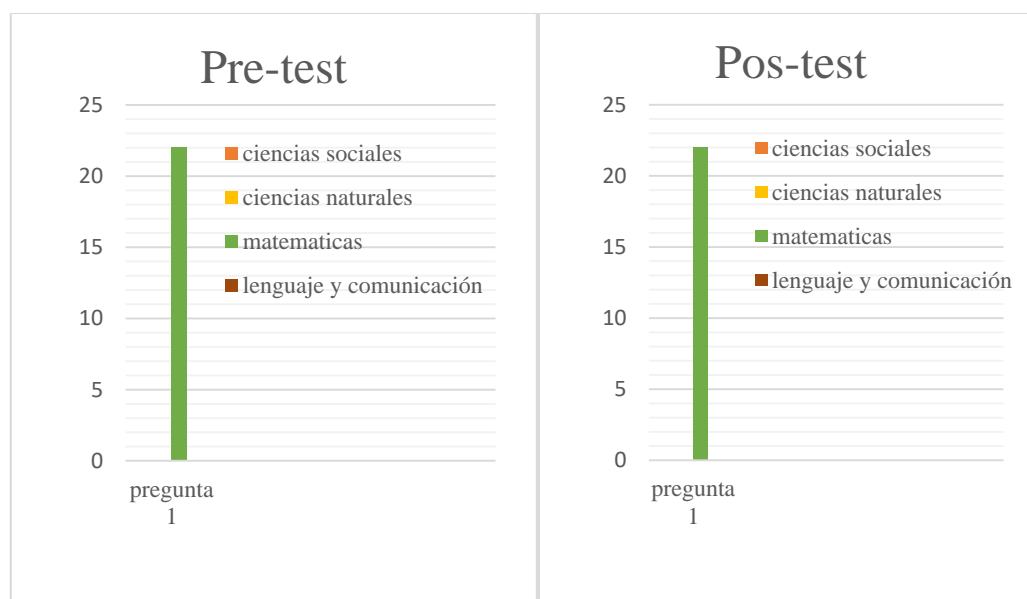 Pre-test
25
20
15
10
5
0
ciencias sociales
ciencias naturales
matematicas
lenguaje y comunicación
pregunta
1
Pos-test
25
20
15
10
5
0
ciencias sociales
ciencias naturales
matematicas
lenguaje y comunicación
pregunta
1